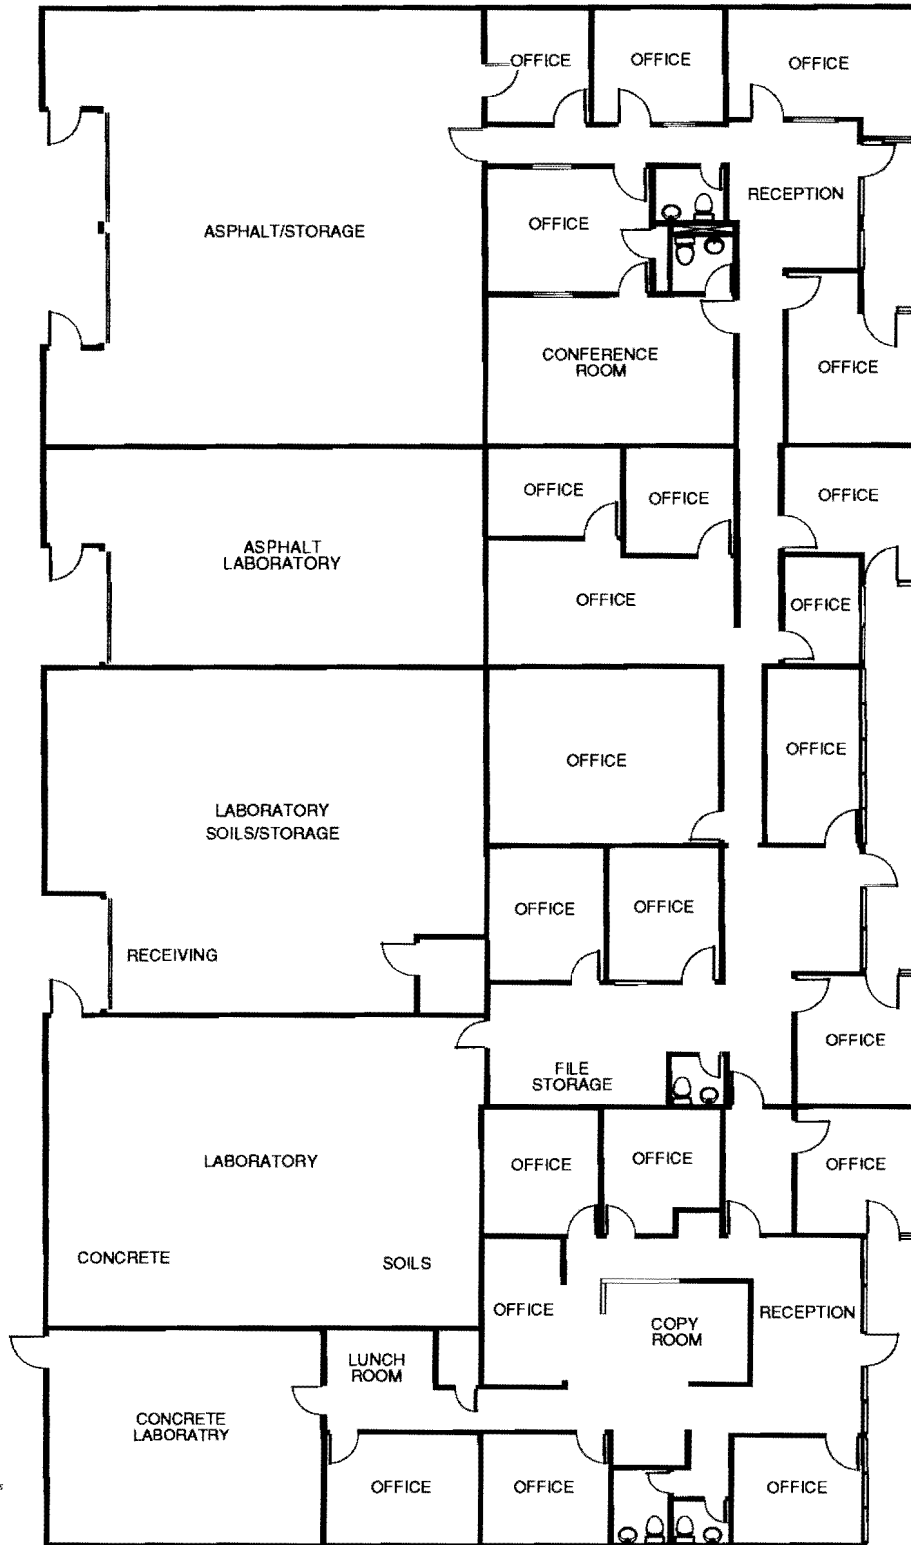 OFFICE
OFFICE
OFFICE
RECEPTION
OFFICE
ASPHALT/STORAGE
CONFERENCE
ROOM
OFFICE
OFFICE
OFFICE
OFFICE
ASPHALT
LABORATORY
OFFICE
OFFICE
OFFICE
OFFICE
LABORATORY
SOILS/STORAGE
OFFICE
OFFICE
RECEIVING
OFFICE
FILE
STORAGE
LABORATORY
OFFICE
OFFICE
OFFICE
CONCRETE
SOILS
OFFICE
COPY
ROOM
RECEPTION
LUNCH
ROOM
CONCRETE
LABORATRY
OFFICE
OFFICE
OFFICE